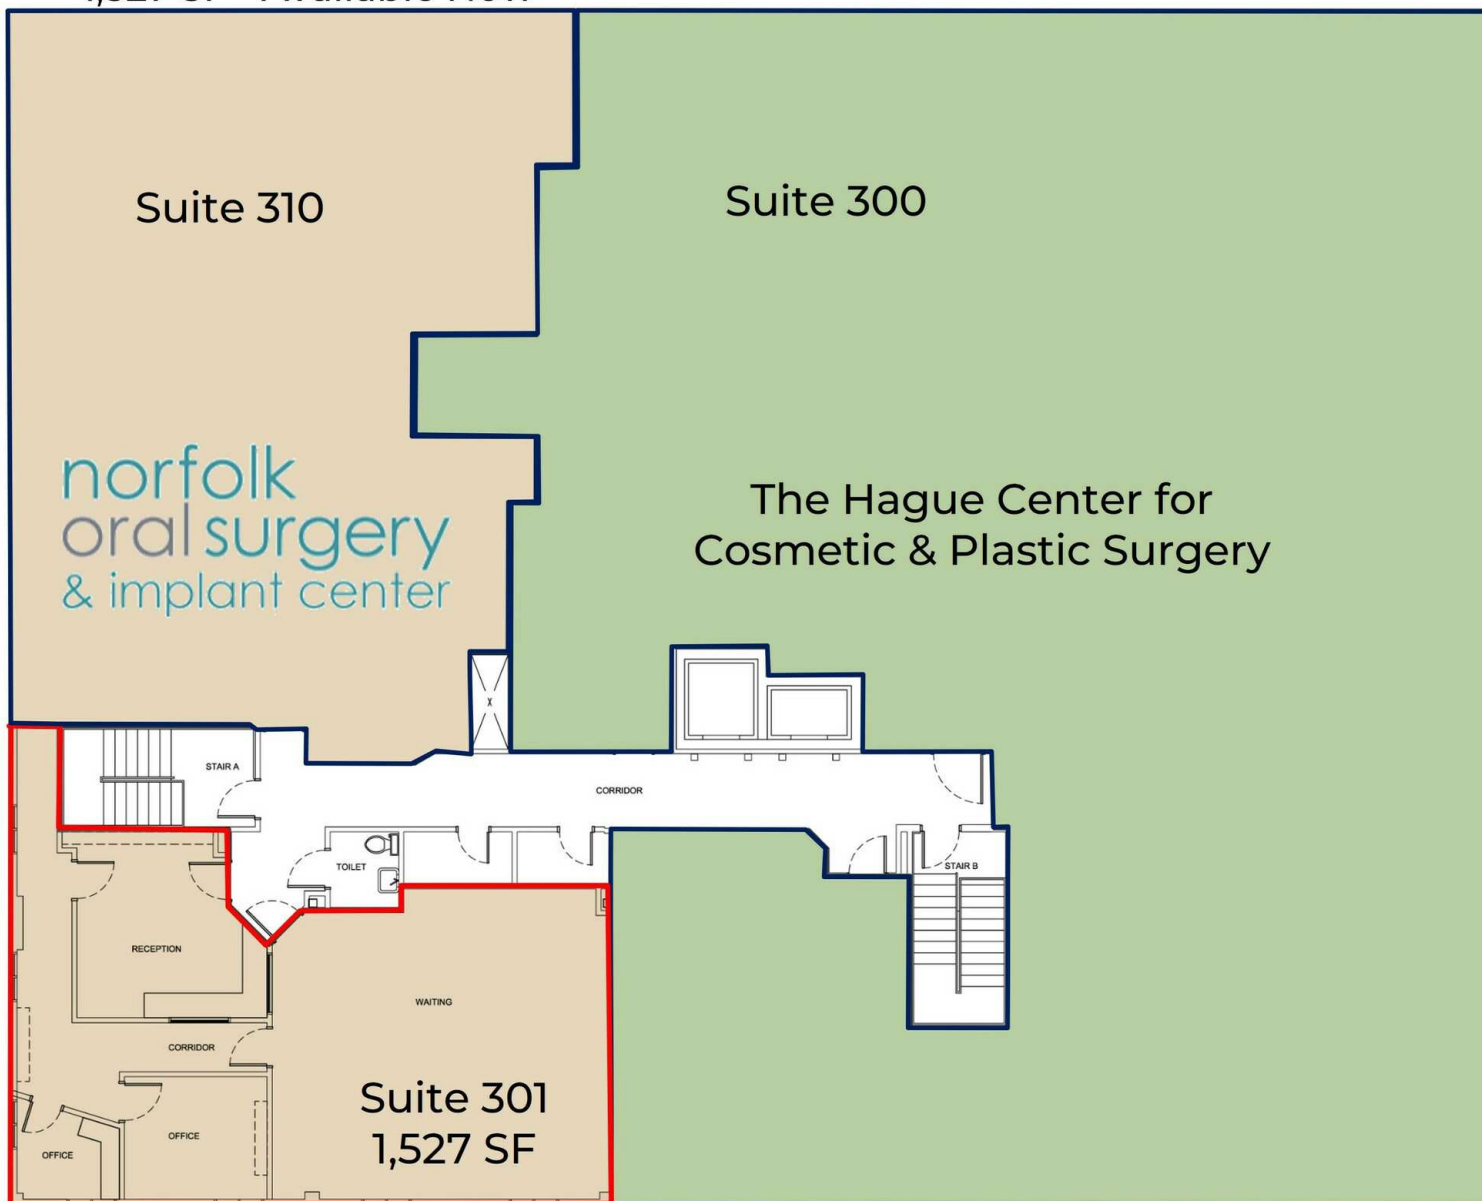 Suite 310
Suite 300
norfolk
oral surgery
& implant center
The Hague Center for
Cosmetic & Plastic Surgery
X
STAIR A
CORRIDOR
TOILET
STAIR B
RECEPTION
WAITING
CORRIDOR
Suite 301
1,527 SF
OFFICE
OFFICE